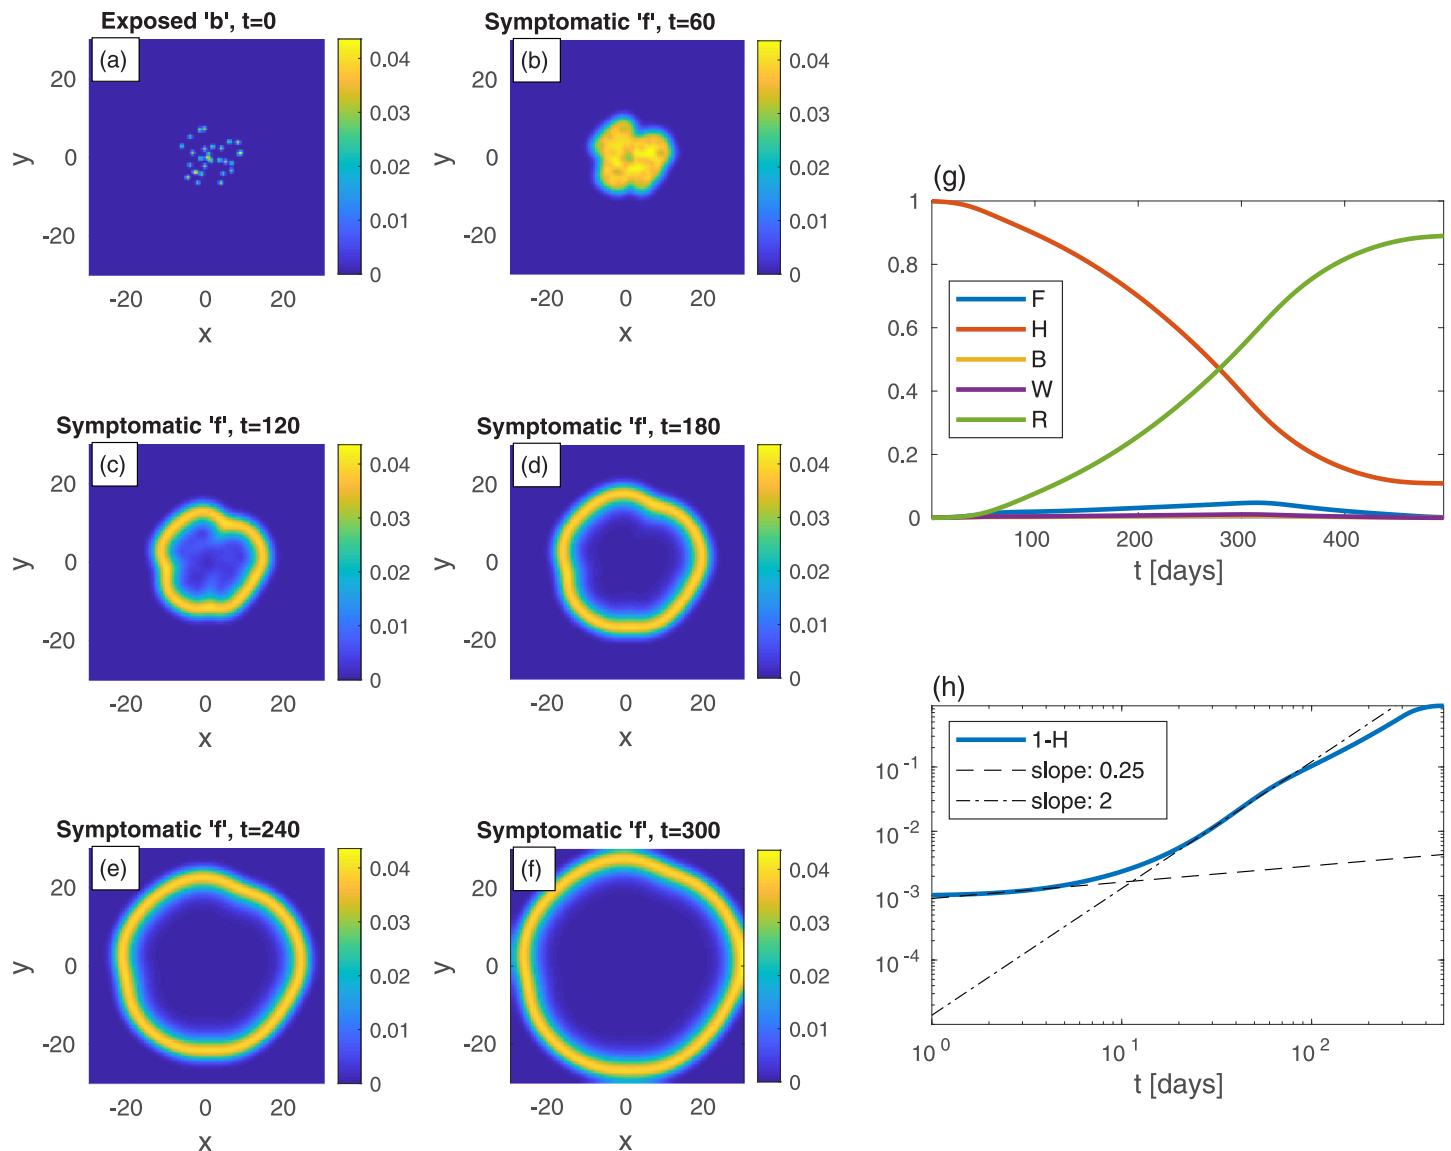 Exposed 'b', t=0
(a)
20
0
-20
y
-20 0 20
x
0.04
0.03
0.02
0.01
0
Symptomatic 'f', t=60
(b)
20
0
-20
y
-20 0 20
x
0.04
0.03
0.02
0.01
0
Symptomatic 'f', t=120
(c)
20
0
-20
y
-20 0 20
x
0.04
0.03
0.02
0.01
0
Symptomatic 'f', t=180
(d)
20
0
-20
y
-20 0 20
x
0.04
0.03
0.02
0.01
0
Symptomatic 'f', t=240
(e)
20
0
-20
y
-20 0 20
x
0.04
0.03
0.02
0.01
0
Symptomatic 'f', t=300
(f)
20
0
-20
y
-20 0 20
x
0.04
0.03
0.02
0.01
0
(g)
1
0.8
0.6
0.4
0.2
0
F
H
B
W
R
100 200 300 400
t [days]
(h)
1-H
slope: 0.25
slope: 2
10⁻¹
10⁻²
10⁻³
10⁻⁴
10⁰ 10¹ 10²
t [days]